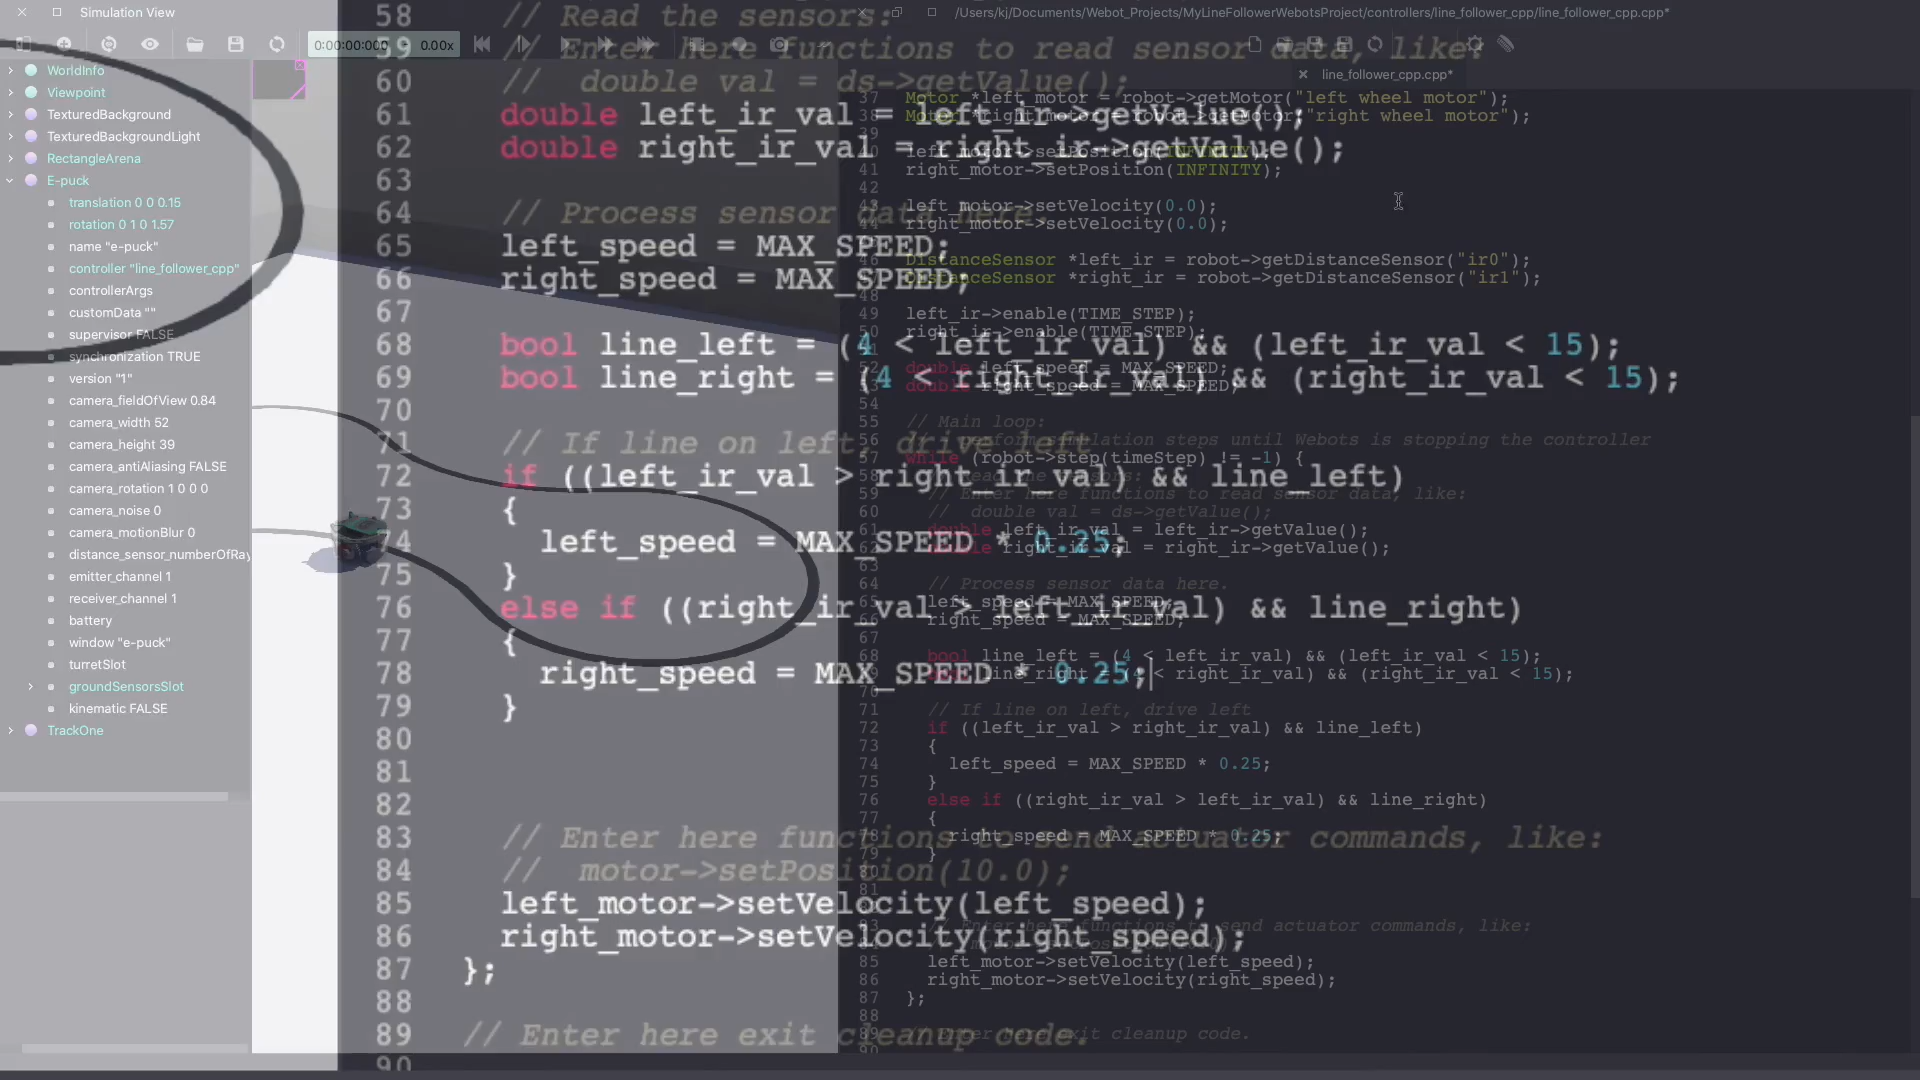 Simulation View
0:00:00:000 - 0.00x
WorldInfo
Viewpoint
TexturedBackground
TexturedBackgroundLight
RectangleArena
E-puck
translation 0 0 0.15
rotation 0 1 0 1.57
name "e-puck"
controller "line_follower_cpp"
controllerArgs
customData ""
supervisor FALSE
synchronization TRUE
version "1"
camera_fieldOfView 0.84
camera_width 52
camera_height 39
camera_antiAliasing FALSE
camera_rotation 1 0 0 0
camera_noise 0
camera_motionBlur 0
distance_sensor_numberOfRay
emitter_channel 1
receiver_channel 1
battery
window "e-puck"
turretSlot
groundSensorsSlot
kinematic FALSE
TrackOne
58 // Read the sensors:
59 // Enter here functions to read sensor data, like:
60 //  double val = ds->getValue();
61 double left_ir_val = left_ir->getValue();
62 double right_ir_val = right_ir->getValue();
63
64 // Process sensor data here.
65 left_speed = MAX_SPEED;
66 right_speed = MAX_SPEED;
67
68 bool line_left = (4 < left_ir_val) && (left_ir_val < 15);
69 bool line_right = (4 < right_ir_val) && (right_ir_val < 15);
70
71 // If line on left, drive left
72 if ((left_ir_val > right_ir_val) && line_left)
73 {
74 left_speed = MAX_SPEED * 0.25;
75 }
76 else if ((right_ir_val > left_ir_val) && line_right)
77 {
78 right_speed = MAX_SPEED * 0.25;
79 }
80
81
82
83 // Enter here functions to send actuator commands, like:
84 //  motor->setPosition(10.0);
85 left_motor->setVelocity(left_speed);
86 right_motor->setVelocity(right_speed);
87 };
88
89 // Enter here exit cleanup code.
90
/Users/kj/Documents/Webot_Projects/MyLineFollowerWebotsProject/controllers/line_follower_cpp/line_follower_cpp.cpp*
line_follower_cpp.cpp*
37 Motor *left_motor = robot->getMotor("left wheel motor");
38 Motor *right_motor = robot->getMotor("right wheel motor");
39
40 left_motor->setPosition(INFINITY);
41 right_motor->setPosition(INFINITY);
42
43 left_motor->setVelocity(0.0);
44 right_motor->setVelocity(0.0);
45
46 DistanceSensor *left_ir = robot->getDistanceSensor("ir0");
47 DistanceSensor *right_ir = robot->getDistanceSensor("ir1");
48
49 left_ir->enable(TIME_STEP);
50 right_ir->enable(TIME_STEP);
51
52 double left_speed = MAX_SPEED;
53 double right_speed = MAX_SPEED;
54
55 // Main loop:
56 // - perform simulation steps until Webots is stopping the controller
57 while (robot->step(timeStep) != -1) {
58 // Read the sensors:
59 // Enter here functions to read sensor data, like:
60 //  double val = ds->getValue();
61 double left_ir_val = left_ir->getValue();
62 double right_ir_val = right_ir->getValue();
63
64 // Process sensor data here.
65 left_speed = MAX_SPEED;
66 right_speed = MAX_SPEED;
67
68 bool line_left = (4 < left_ir_val) && (left_ir_val < 15);
69 bool line_right = (4 < right_ir_val) && (right_ir_val < 15);
70
71 // If line on left, drive left
72 if ((left_ir_val > right_ir_val) && line_left)
73 {
74 left_speed = MAX_SPEED * 0.25;
75 }
76 else if ((right_ir_val > left_ir_val) && line_right)
77 {
78 right_speed = MAX_SPEED * 0.25;
79 }
80
81
83 // Enter here functions to send actuator commands, like:
85 left_motor->setVelocity(left_speed);
86 right_motor->setVelocity(right_speed);
87 };
88
89 // Enter here exit cleanup code.
90